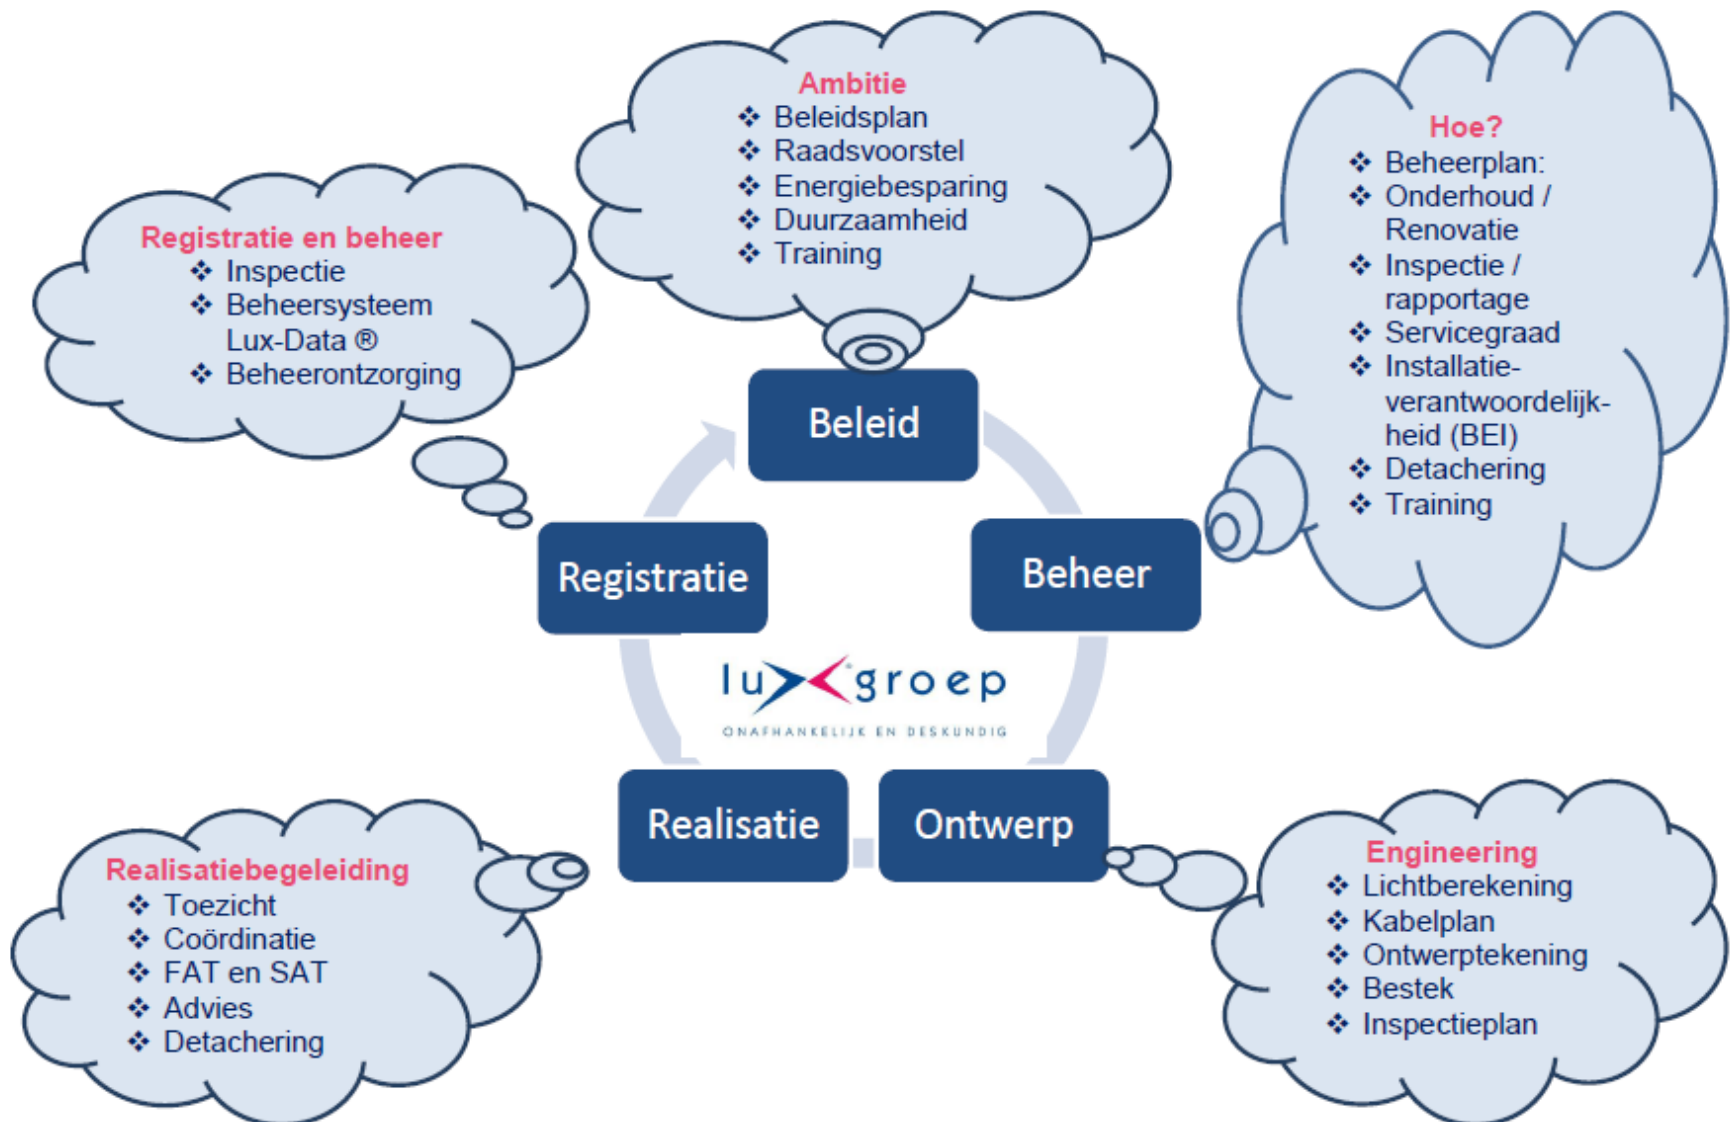 Ambitie
❖ Beleidsplan
❖ Raadsvoorstel
❖ Energiebesparing
❖ Duurzaamheid
❖ Training
Hoe?
❖ Beheerplan:
❖ Onderhoud /
Renovatie
❖ Inspectie /
rapportage
❖ Servicegraad
❖ Installatie-
verantwoordelijk-
heid (BEI)
❖ Detachering
❖ Training
Registratie en beheer
❖ Inspectie
❖ Beheersysteem
Lux-Data ®
❖ Beheerontzorging
Beleid
Beheer
Registratie
lux groep
ONAFHANKELIJK EN DESKUNDIG
Realisatie
Ontwerp
Realisatiebegeleiding
❖ Toezicht
❖ Coördinatie
❖ FAT en SAT
❖ Advies
❖ Detachering
Engineering
❖ Lichtberekening
❖ Kabelplan
❖ Ontwerptekening
❖ Bestek
❖ Inspectieplan